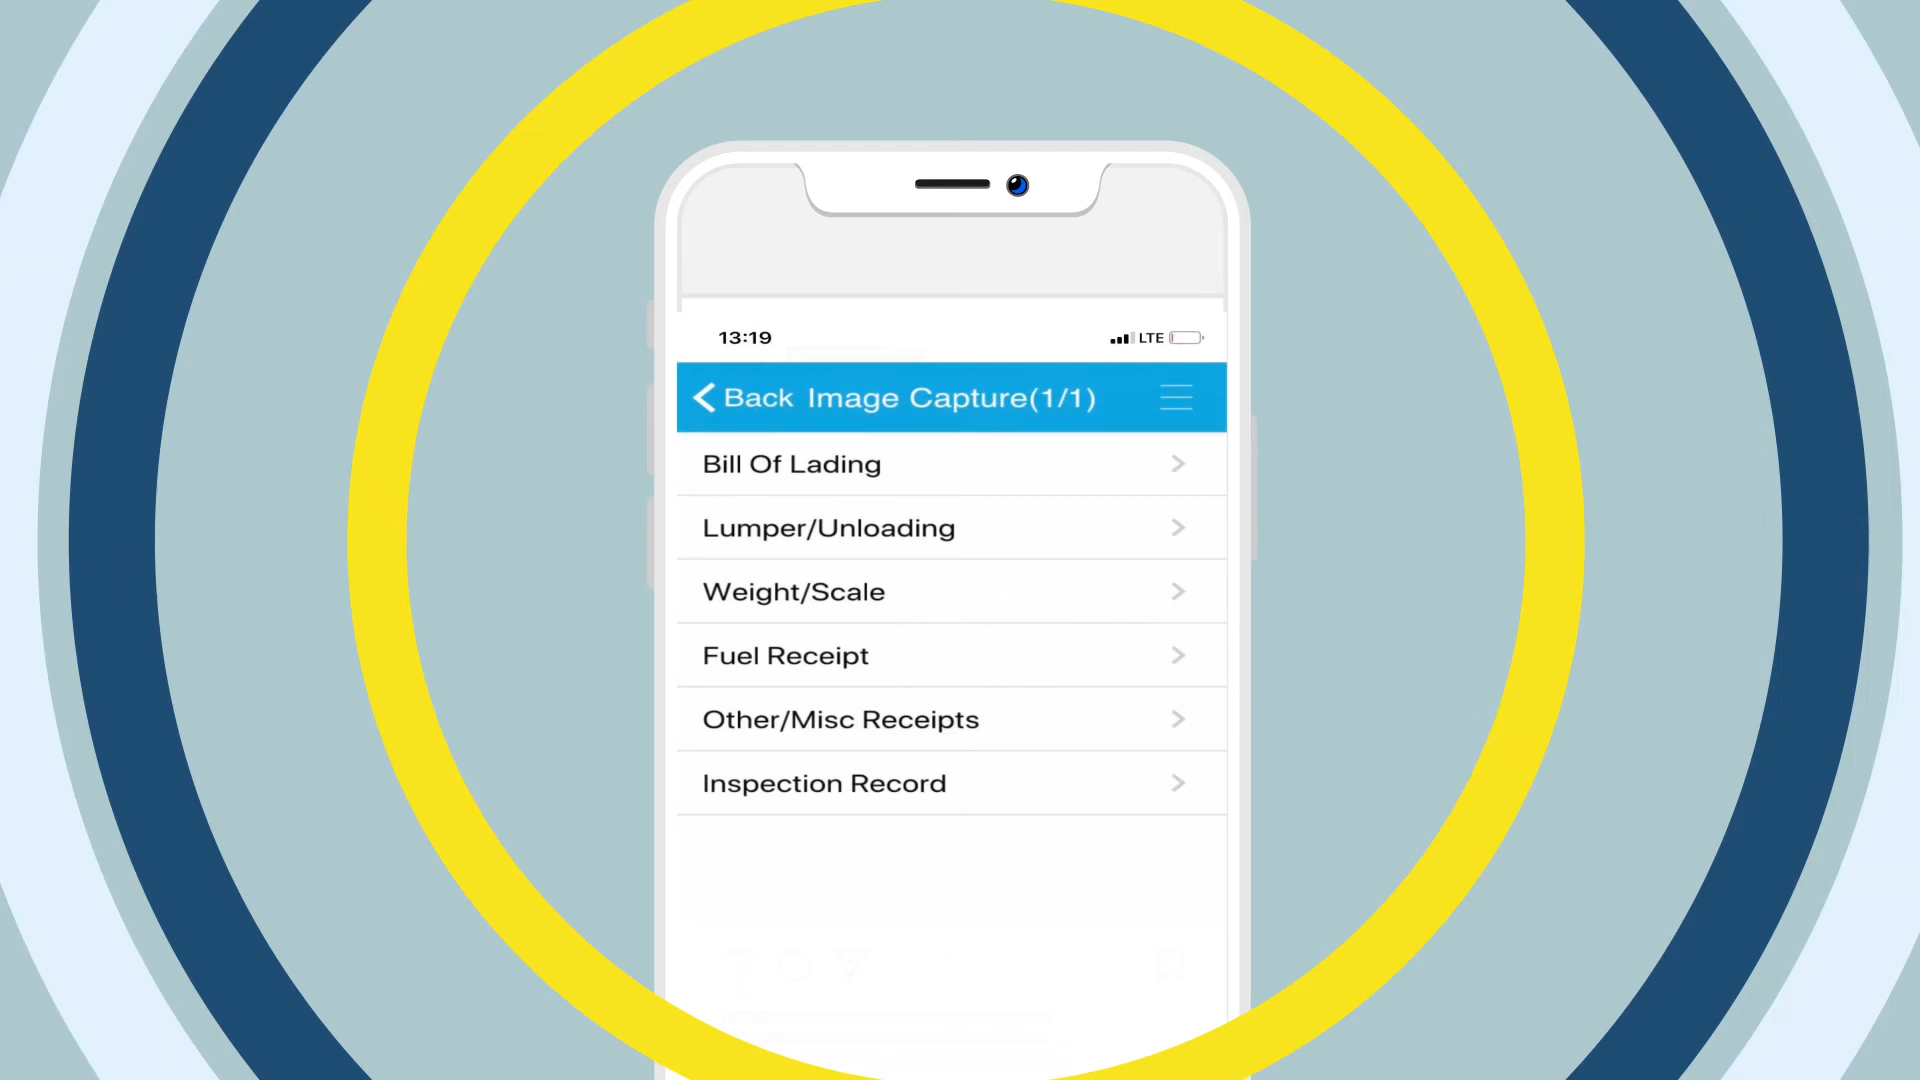 13:19 LTE
Back Image Capture(1/1)
Bill Of Lading
Lumper/Unloading
Weight/Scale
Fuel Receipt
Other/Misc Receipts
Inspection Record